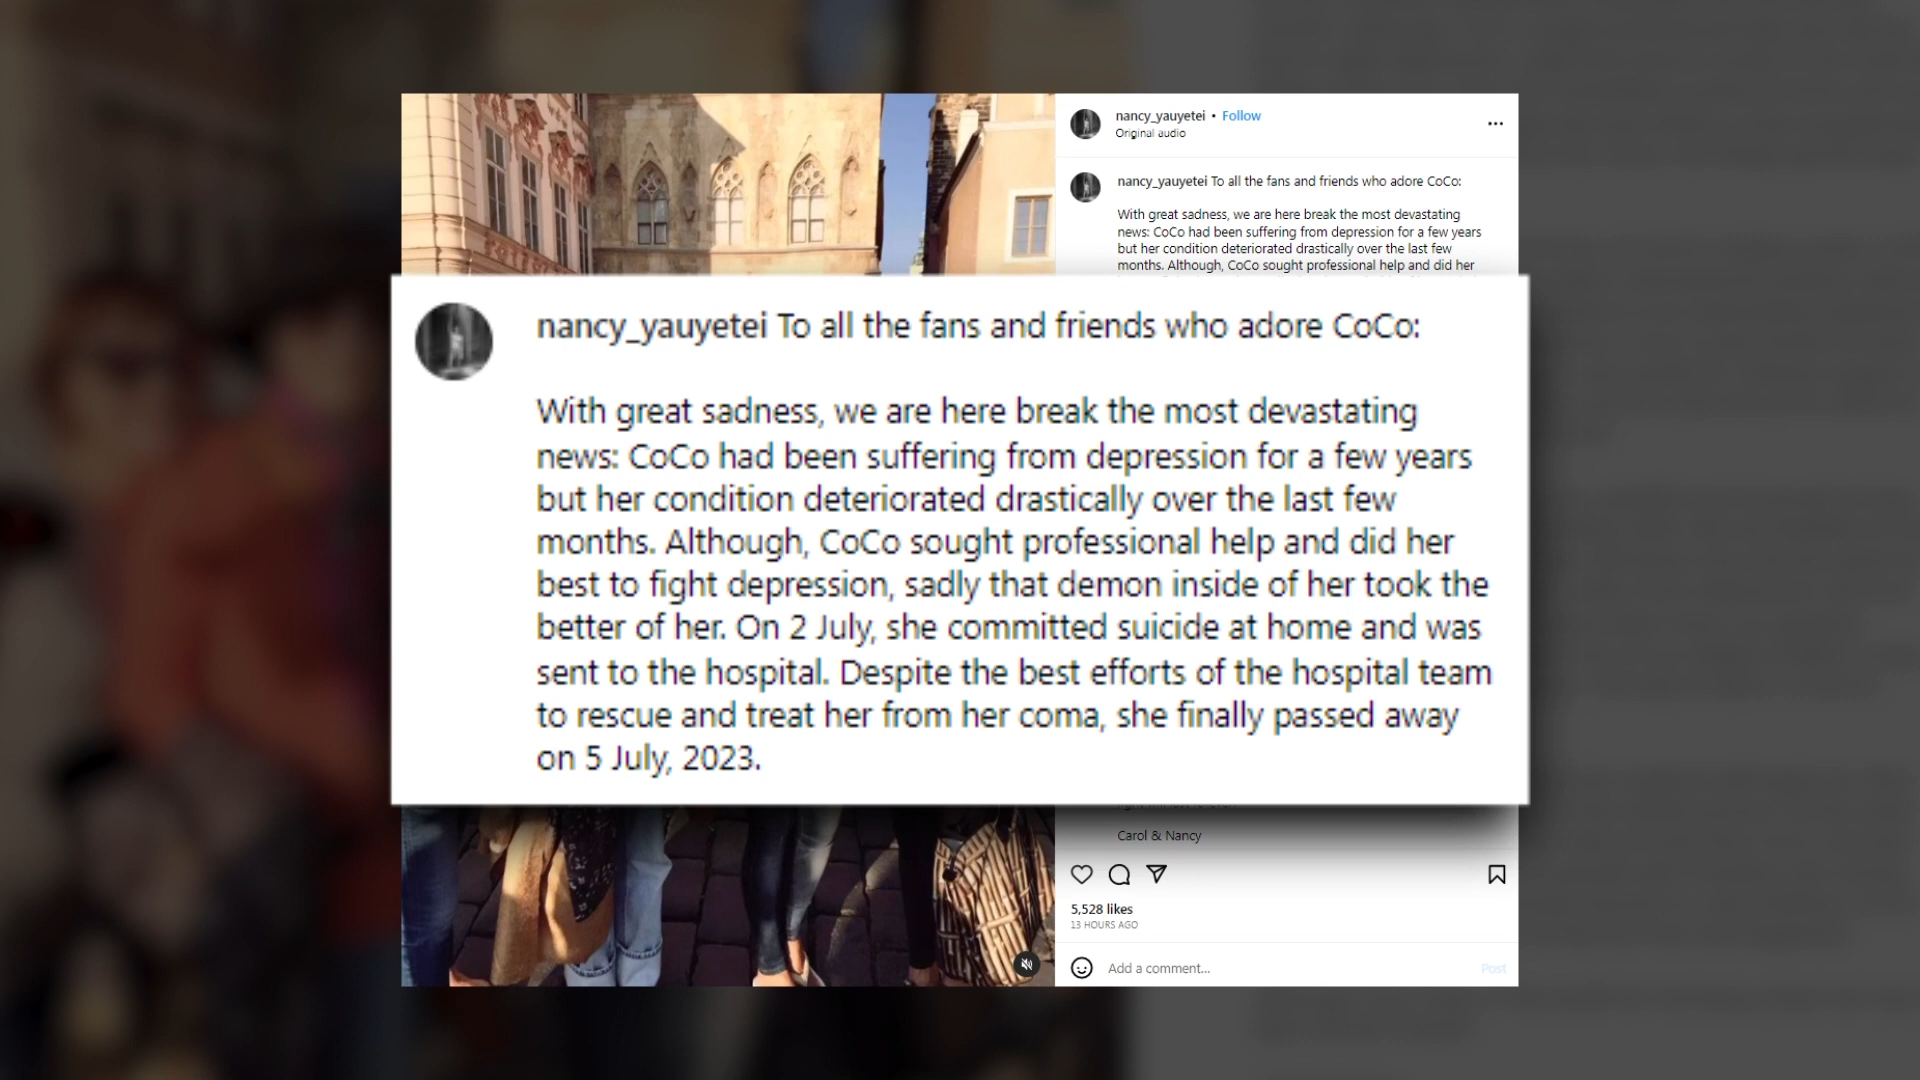 nancy_yauyetei • Follow
Original audio
nancy_yauyetei To all the fans and friends who adore CoCo:
With great sadness, we are here break the most devastating
news: CoCo had been suffering from depression for a few years
but her condition deteriorated drastically over the last few
months. Although, CoCo sought professional help and did her
nancy_yauyetei To all the fans and friends who adore CoCo:
With great sadness, we are here break the most devastating
news: CoCo had been suffering from depression for a few years
but her condition deteriorated drastically over the last few
months. Although, CoCo sought professional help and did her
best to fight depression, sadly that demon inside of her took the
better of her. On 2 July, she committed suicide at home and was
sent to the hospital. Despite the best efforts of the hospital team
to rescue and treat her from her coma, she finally passed away
on 5 July, 2023.
Carol & Nancy
5,528 likes
13 HOURS AGO
Add a comment...
Post